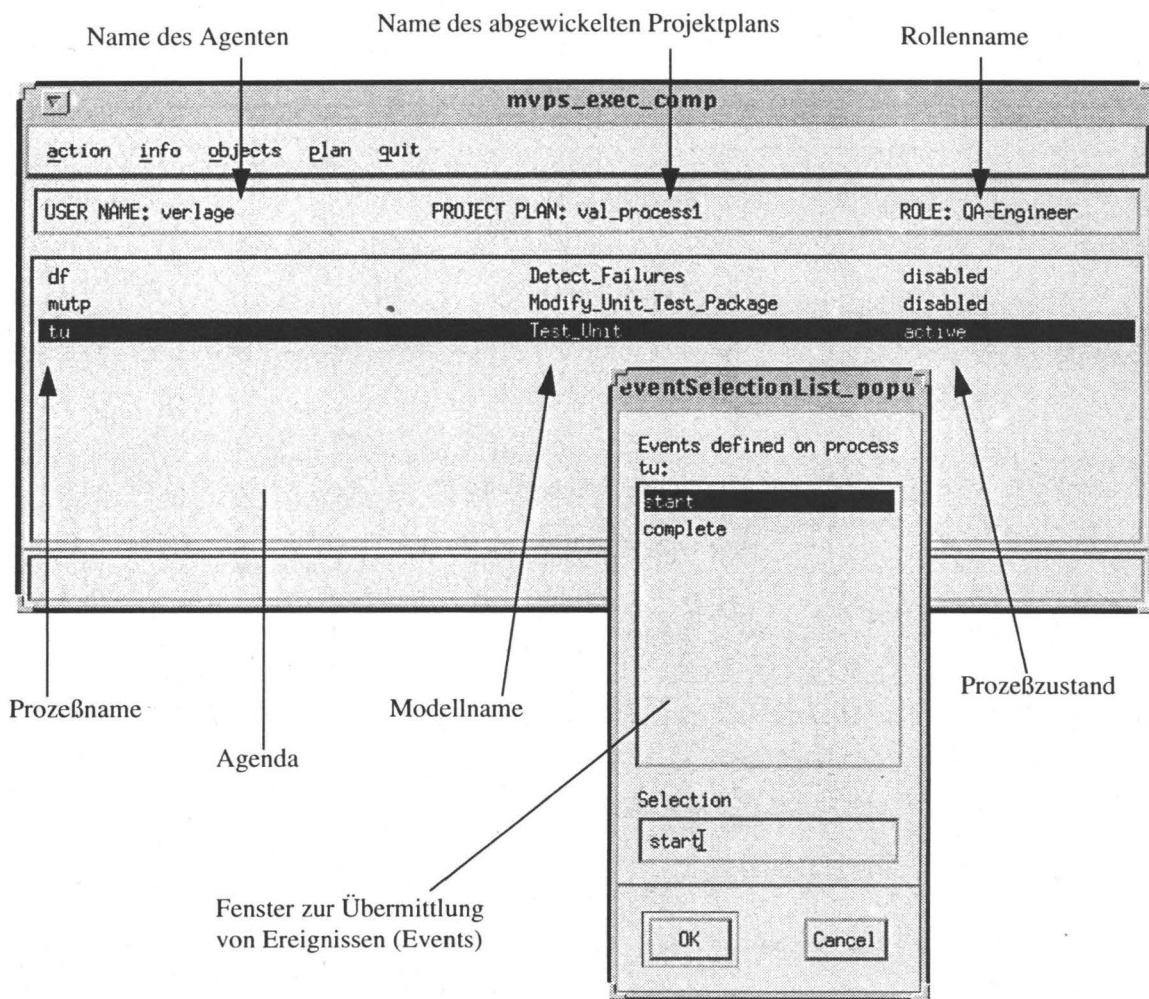 Name des Agenten
Name des abgewickelten Projektplans
Rollenname
mvps_exec_comp
action info objects plan quit
USER NAME: verlage PROJECT PLAN: val_process1 ROLE: QA-Engineer
df Detect_Failures disabled
mutp Modify_Unit_Test_Package disabled
tu Test_Unit active
eventSelectionList_popu
Events defined on process
tu:
start
complete
Prozeßname
Modellname
Prozeßzustand
Agenda
Selection
start
Fenster zur Übermittlung
von Ereignissen (Events)
OK Cancel